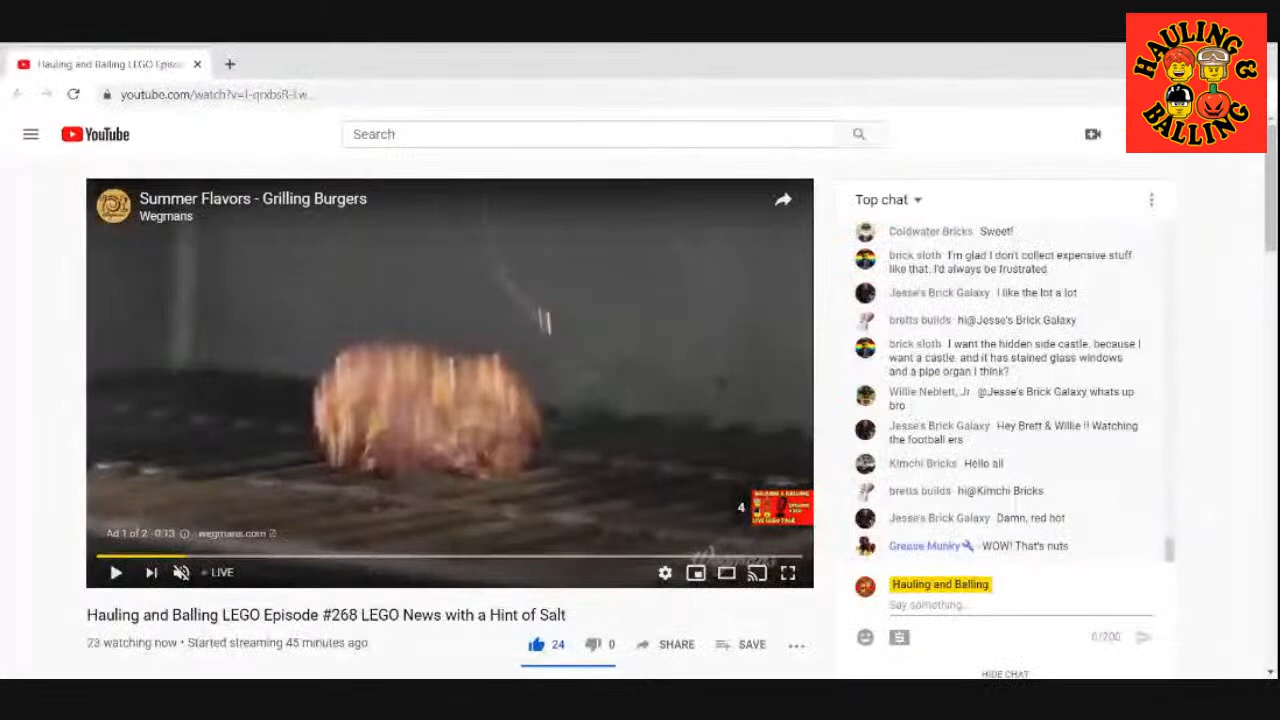 Hauling and Balling LEGO Episo
youtube.com/watch?v=
HAULING &
BALLING
YouTube
Search
Summer Flavors - Grilling Burgers
Wegmans
4
HAULING & BALLING
LIVE LEGO TALK
Ad 1 of 2 · 0:13
wegmans.com
Wegmans
LIVE
Hauling and Balling LEGO Episode #268 LEGO News with a Hint of Salt
23 watching now • Started streaming 45 minutes ago
24
0
SHARE
SAVE
Top chat
Coldwater Bricks Sweet!
brick sloth I'm glad I don't collect expensive stuff
like that. I'd always be frustrated
Jesse's Brick Galaxy I like the lot a lot
bretts builds hi@Jesse's Brick Galaxy
brick sloth I want the hidden side castle, because I
want a castle, and it has stained glass windows
and a pipe organ I think?
Willie Neblett, Jr @Jesse's Brick Galaxy whats up
bro
Jesse's Brick Galaxy Hey Brett & Willie !! Watching
the football ers
Kimchi Bricks Hello all
bretts builds hi@Kimchi Bricks
Jesse's Brick Galaxy Damn, red hot
Grease Munky WOW! That's nuts
Hauling and Balling
Say something...
0/200
HIDE CHAT